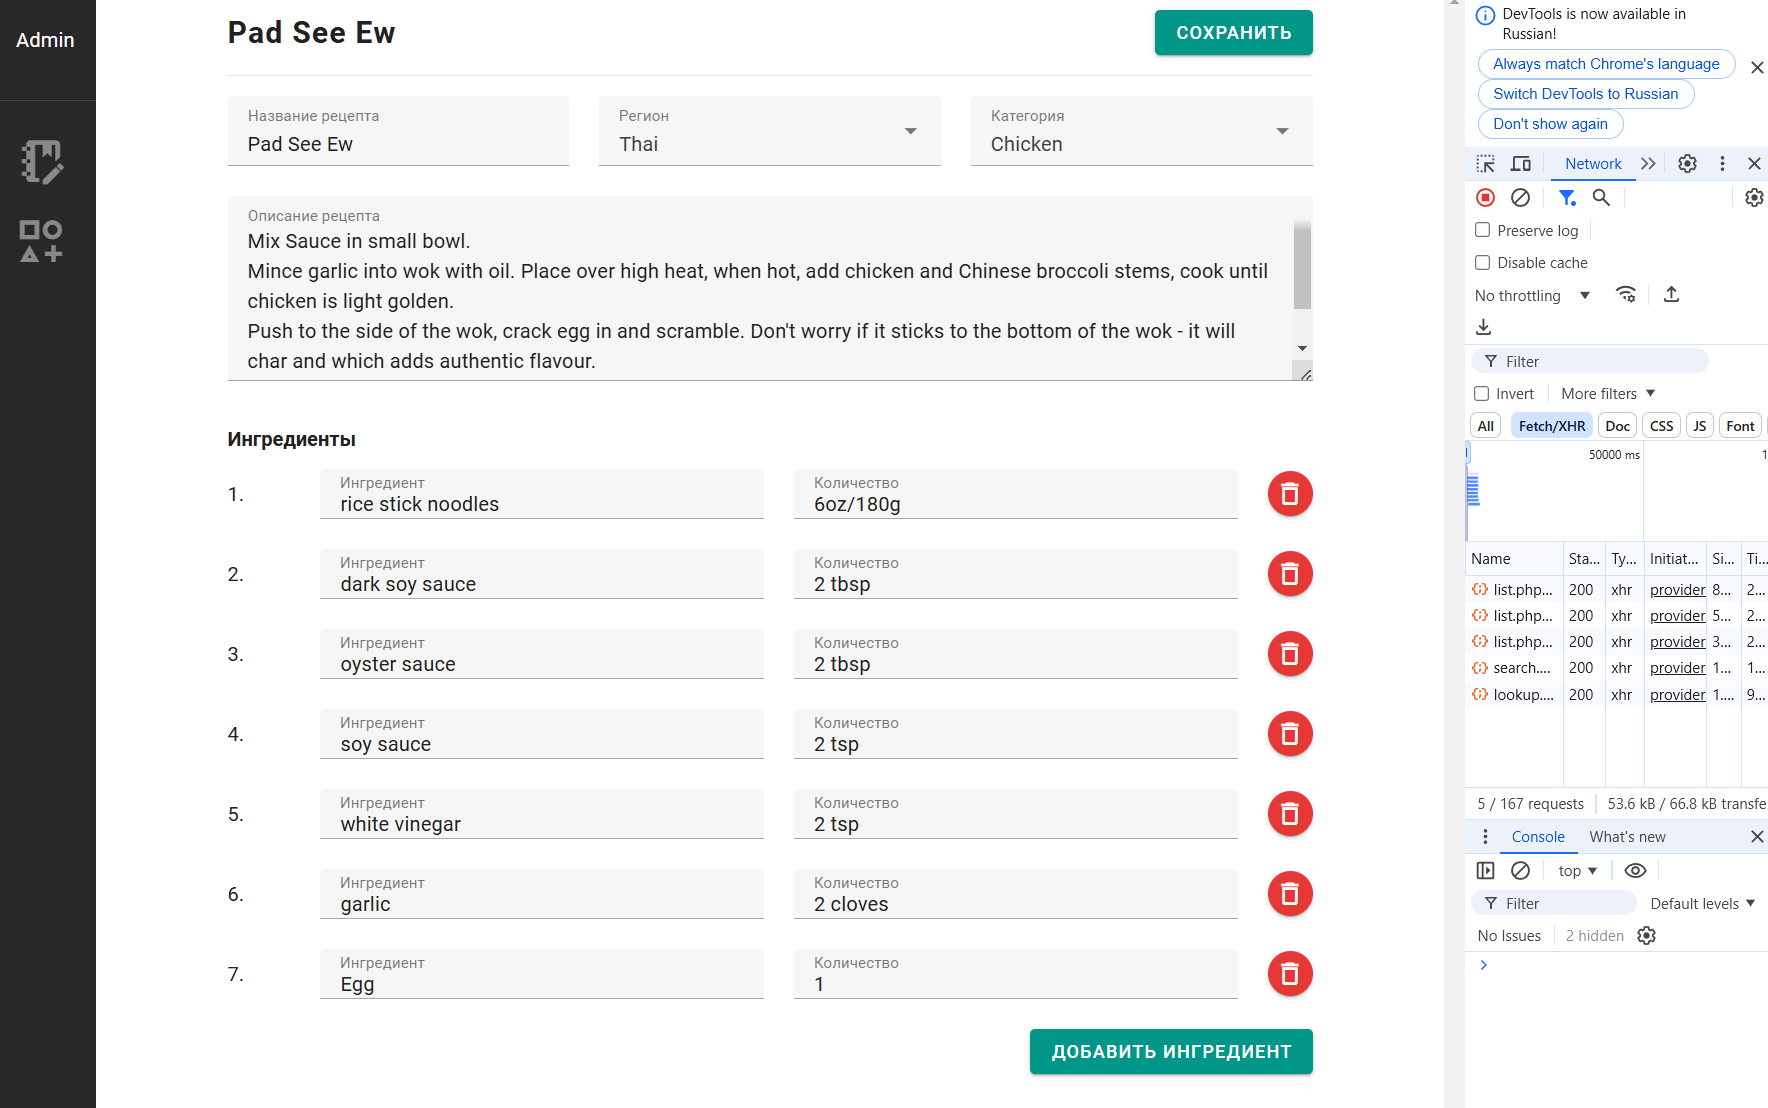 Admin
Pad See Ew
СОХРАНИТЬ
Название рецепта
Pad See Ew
Регион
Thai
Категория
Chicken
Описание рецепта
Mix Sauce in small bowl.
Mince garlic into wok with oil. Place over high heat, when hot, add chicken and Chinese broccoli stems, cook until
chicken is light golden.
Push to the side of the wok, crack egg in and scramble. Don't worry if it sticks to the bottom of the wok - it will
char and which adds authentic flavour.
Ингредиенты
1.
Ингредиент
rice stick noodles
Количество
6oz/180g
2.
Ингредиент
dark soy sauce
Количество
2 tbsp
3.
Ингредиент
oyster sauce
Количество
2 tbsp
4.
Ингредиент
soy sauce
Количество
2 tsp
5.
Ингредиент
white vinegar
Количество
2 tsp
6.
Ингредиент
garlic
Количество
2 cloves
7.
Ингредиент
Egg
Количество
1
ДОБАВИТЬ ИНГРЕДИЕНТ
DevTools is now available in
Russian!
Always match Chrome's language
Switch DevTools to Russian
Don't show again
Network
Preserve log
Disable cache
No throttling
Filter
Invert
More filters
All Fetch/XHR Doc CSS JS Font
50000 ms 1
Name Sta... Ty... Initiat... Si... Ti...
list.php... 200 xhr provider 8... 2...
list.php... 200 xhr provider 5... 2...
list.php... 200 xhr provider 3... 2...
search.... 200 xhr provider 1.... 1...
lookup.... 200 xhr provider 1.... 9...
5 / 167 requests 53.6 kB / 66.8 kB transfe
Console What's new
top
Filter Default levels
No Issues 2 hidden